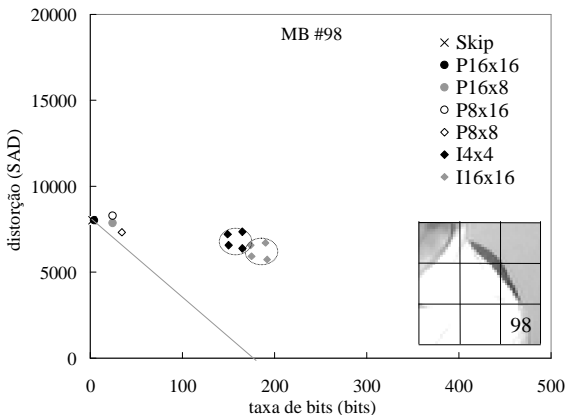 20000
MB #98
Skip
P16x16
P16x8
P8x16
P8x8
I4x4
I16x16
15000
10000
5000
0
distorção (SAD)
98
0 100 200 300 400 500
taxa de bits (bits)